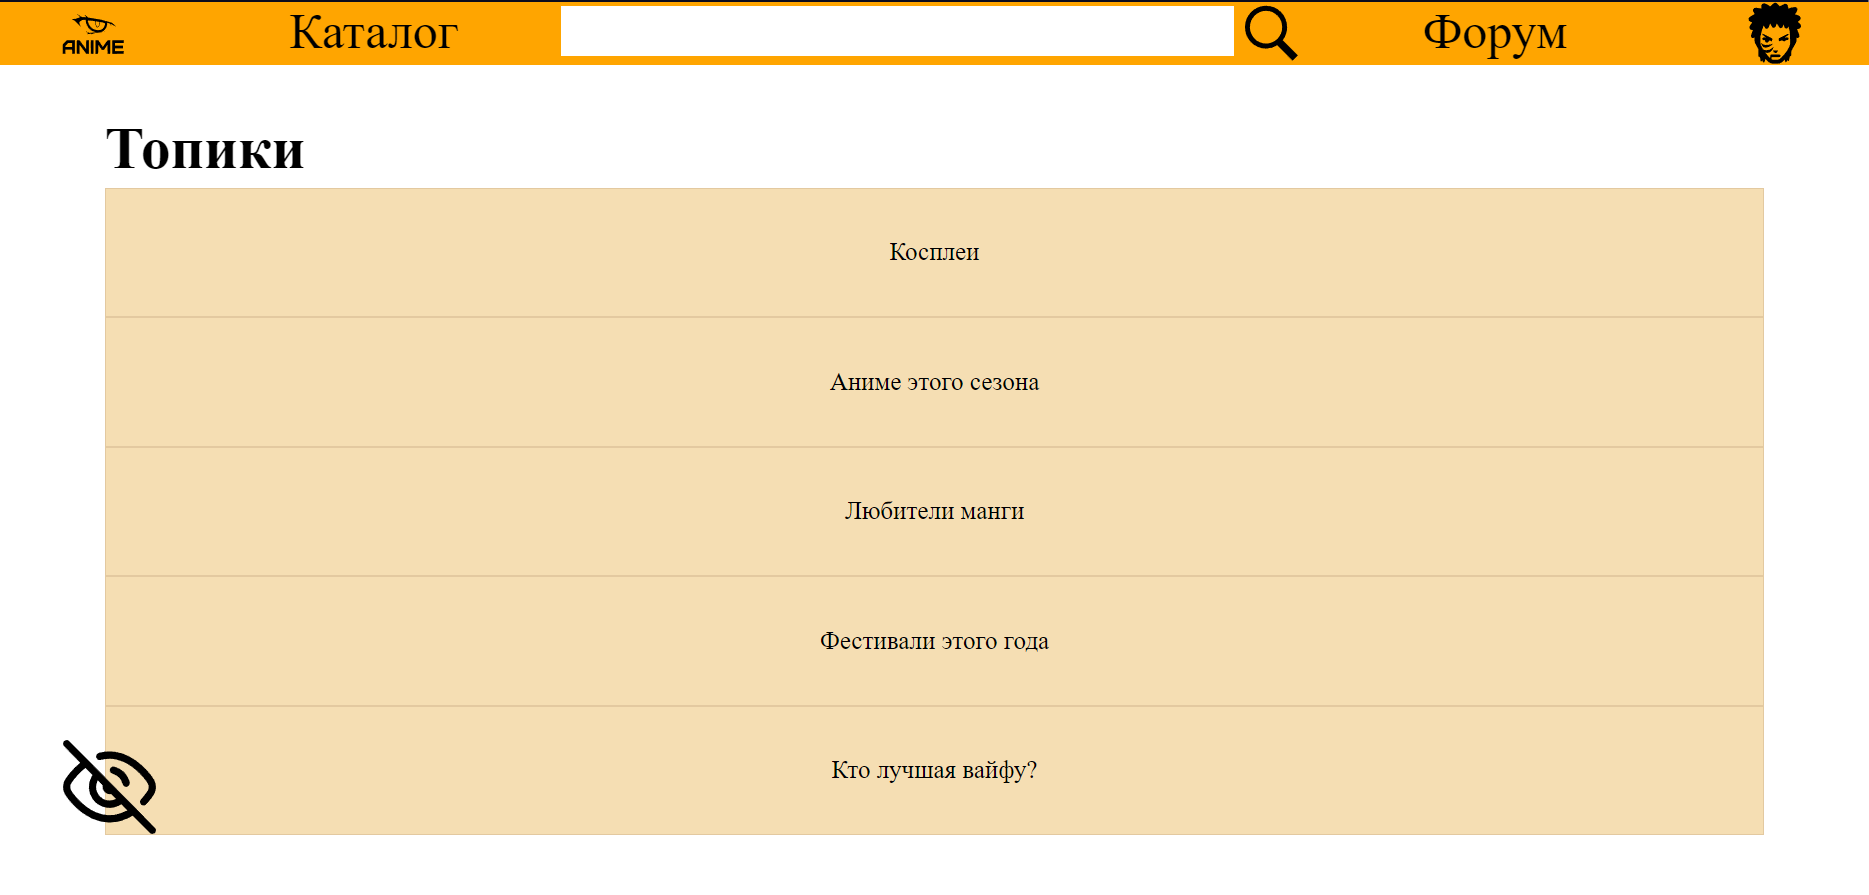 ANIME
Каталог
Форум
Топики
Косплеи
Аниме этого сезона
Любители манги
Фестивали этого года
Кто лучшая вайфу?